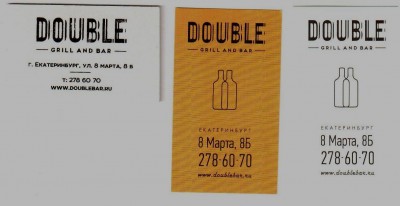 DOUBLE
GRILL AND BAR
г. Екатеринбург, ул. 8 Марта, 8 б
т: 278 60 70
www.doublebar.ru
DOUBLE
GRILL AND BAR
ЕКАТЕРИНБУРГ
8 Марта, 8Б
278·60·70
www.doublebar.ru
DOUBLE
GRILL AND BAR
ЕКАТЕРИНБУРГ
8 Марта, 8Б
278·60·70
www.doublebar.ru